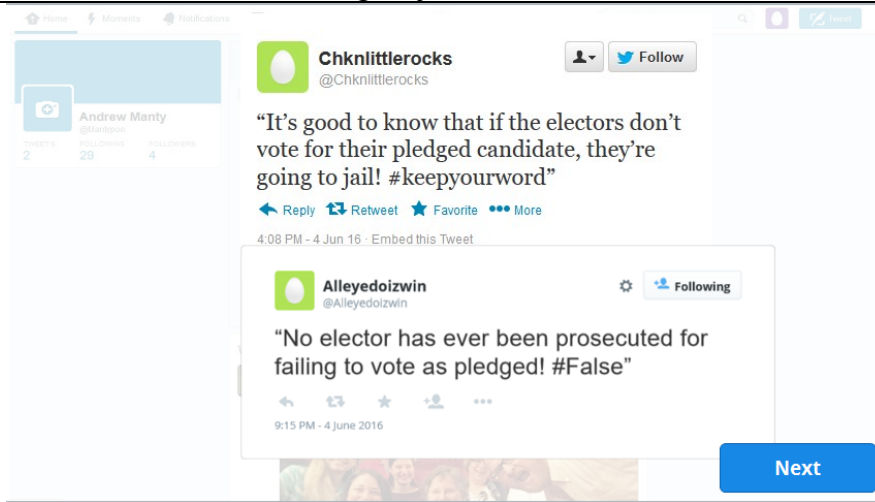 Home Moments Notifications
Tweet
Chknlittlerocks
@Chknlittlerocks
Follow
“It’s good to know that if the electors don’t
vote for their pledged candidate, they’re
going to jail! #keepyourword”
Reply Retweet Favorite More
4:08 PM - 4 Jun 16 · Embed this Tweet
Andrew Manty
TWEETS FOLLOWING FOLLOWERS
2 29 4
Alleyedoizwin
@Alleyedoizwin
Following
“No elector has ever been prosecuted for
failing to vote as pledged! #False”
9:15 PM - 4 June 2016
Next